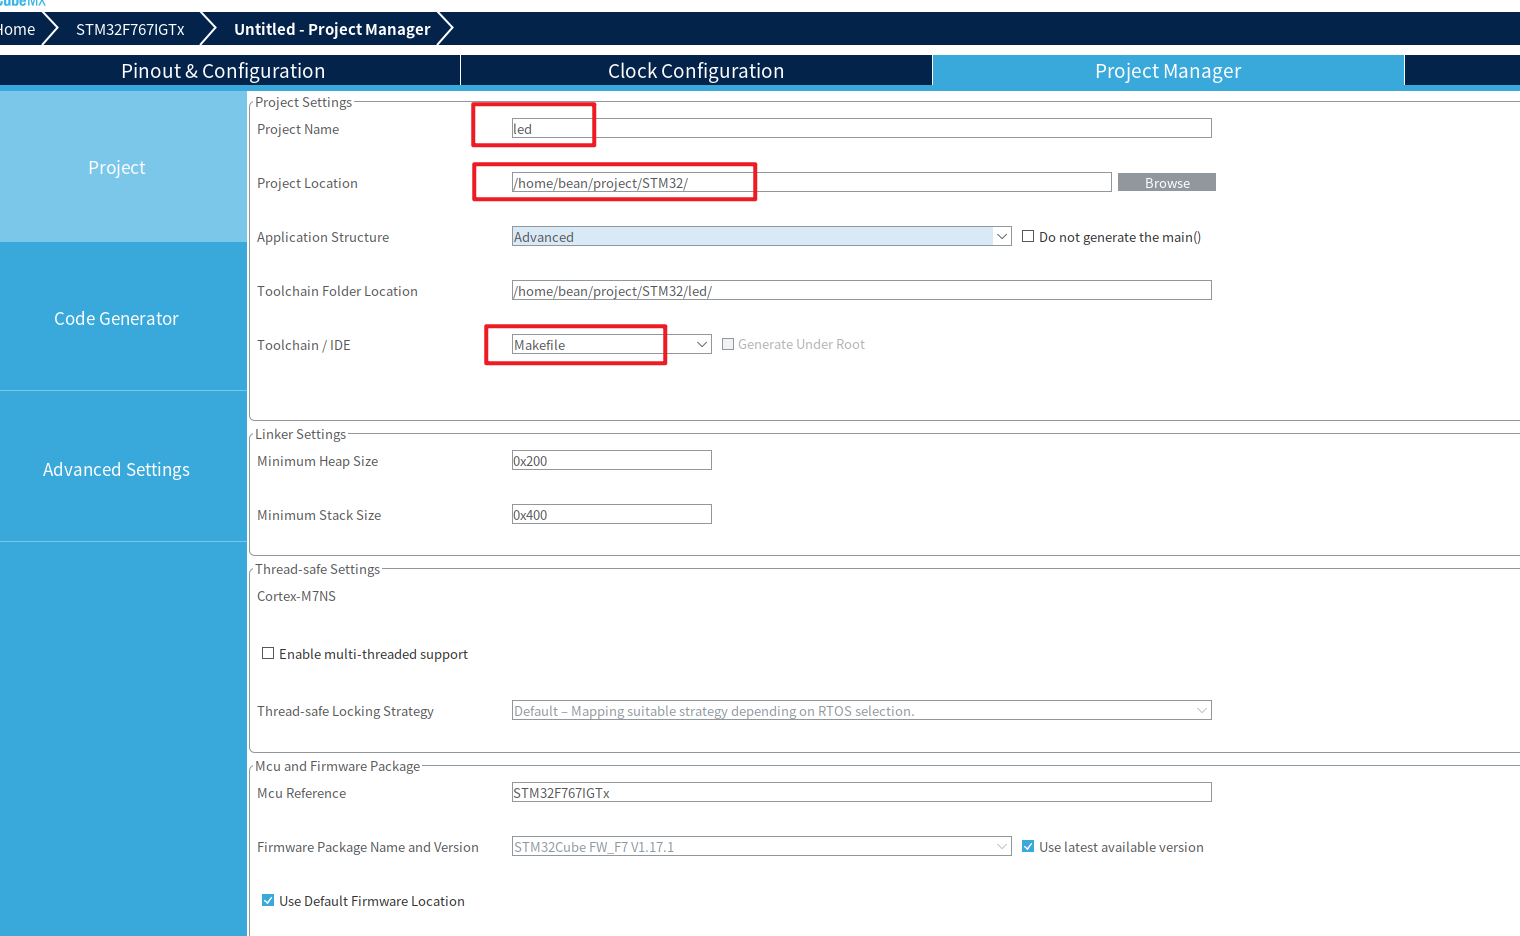 CubeMX
Home STM32F767IGTx Untitled - Project Manager
Pinout & Configuration Clock Configuration Project Manager
Project
Code Generator
Advanced Settings
Project Settings
Project Name led
Project Location /home/bean/project/STM32/ Browse
Application Structure Advanced Do not generate the main()
Toolchain Folder Location /home/bean/project/STM32/led/
Toolchain / IDE Makefile Generate Under Root
Linker Settings
Minimum Heap Size 0x200
Minimum Stack Size 0x400
Thread-safe Settings
Cortex-M7NS
Enable multi-threaded support
Thread-safe Locking Strategy Default – Mapping suitable strategy depending on RTOS selection.
Mcu and Firmware Package
Mcu Reference STM32F767IGTx
Firmware Package Name and Version STM32Cube FW_F7 V1.17.1 Use latest available version
Use Default Firmware Location